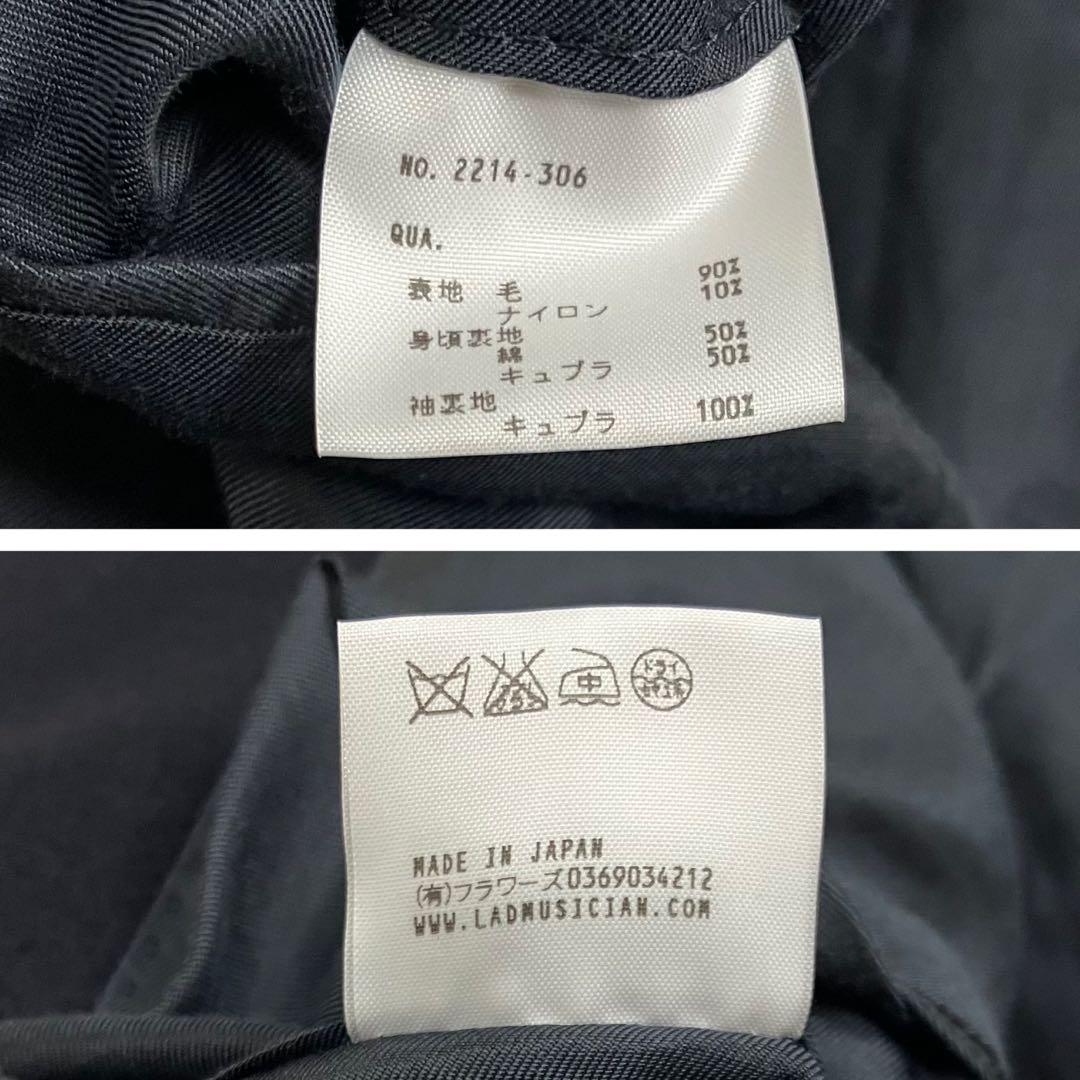 NO. 2214-306
QUA.
表地 毛 90%
ナイロン 10%
身頃裏地
綿 50%
キュプラ 50%
袖裏地
キュプラ 100%
中
ドライ
MADE IN JAPAN
(有)フラワーズ0369034212
WWW.LADMUSICIAN.COM